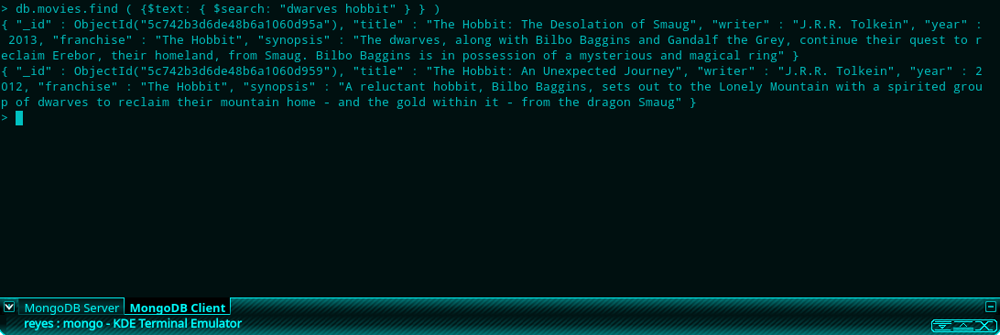 > db.movies.find ( {$text: { $search: "dwarves hobbit" } } )
{ "_id" : ObjectId("5c742b3d6de48b6a1060d95a"), "title" : "The Hobbit: The Desolation of Smaug", "writer" : "J.R.R. Tolkein", "year" :
 2013, "franchise" : "The Hobbit", "synopsis" : "The dwarves, along with Bilbo Baggins and Gandalf the Grey, continue their quest to r
eclaim Erebor, their homeland, from Smaug. Bilbo Baggins is in possession of a mysterious and magical ring" }
{ "_id" : ObjectId("5c742b3d6de48b6a1060d959"), "title" : "The Hobbit: An Unexpected Journey", "writer" : "J.R.R. Tolkein", "year" : 2
012, "franchise" : "The Hobbit", "synopsis" : "A reluctant hobbit, Bilbo Baggins, sets out to the Lonely Mountain with a spirited grou
p of dwarves to reclaim their mountain home - and the gold within it - from the dragon Smaug" }
>
MongoDB Server MongoDB Client
reyes : mongo - KDE Terminal Emulator